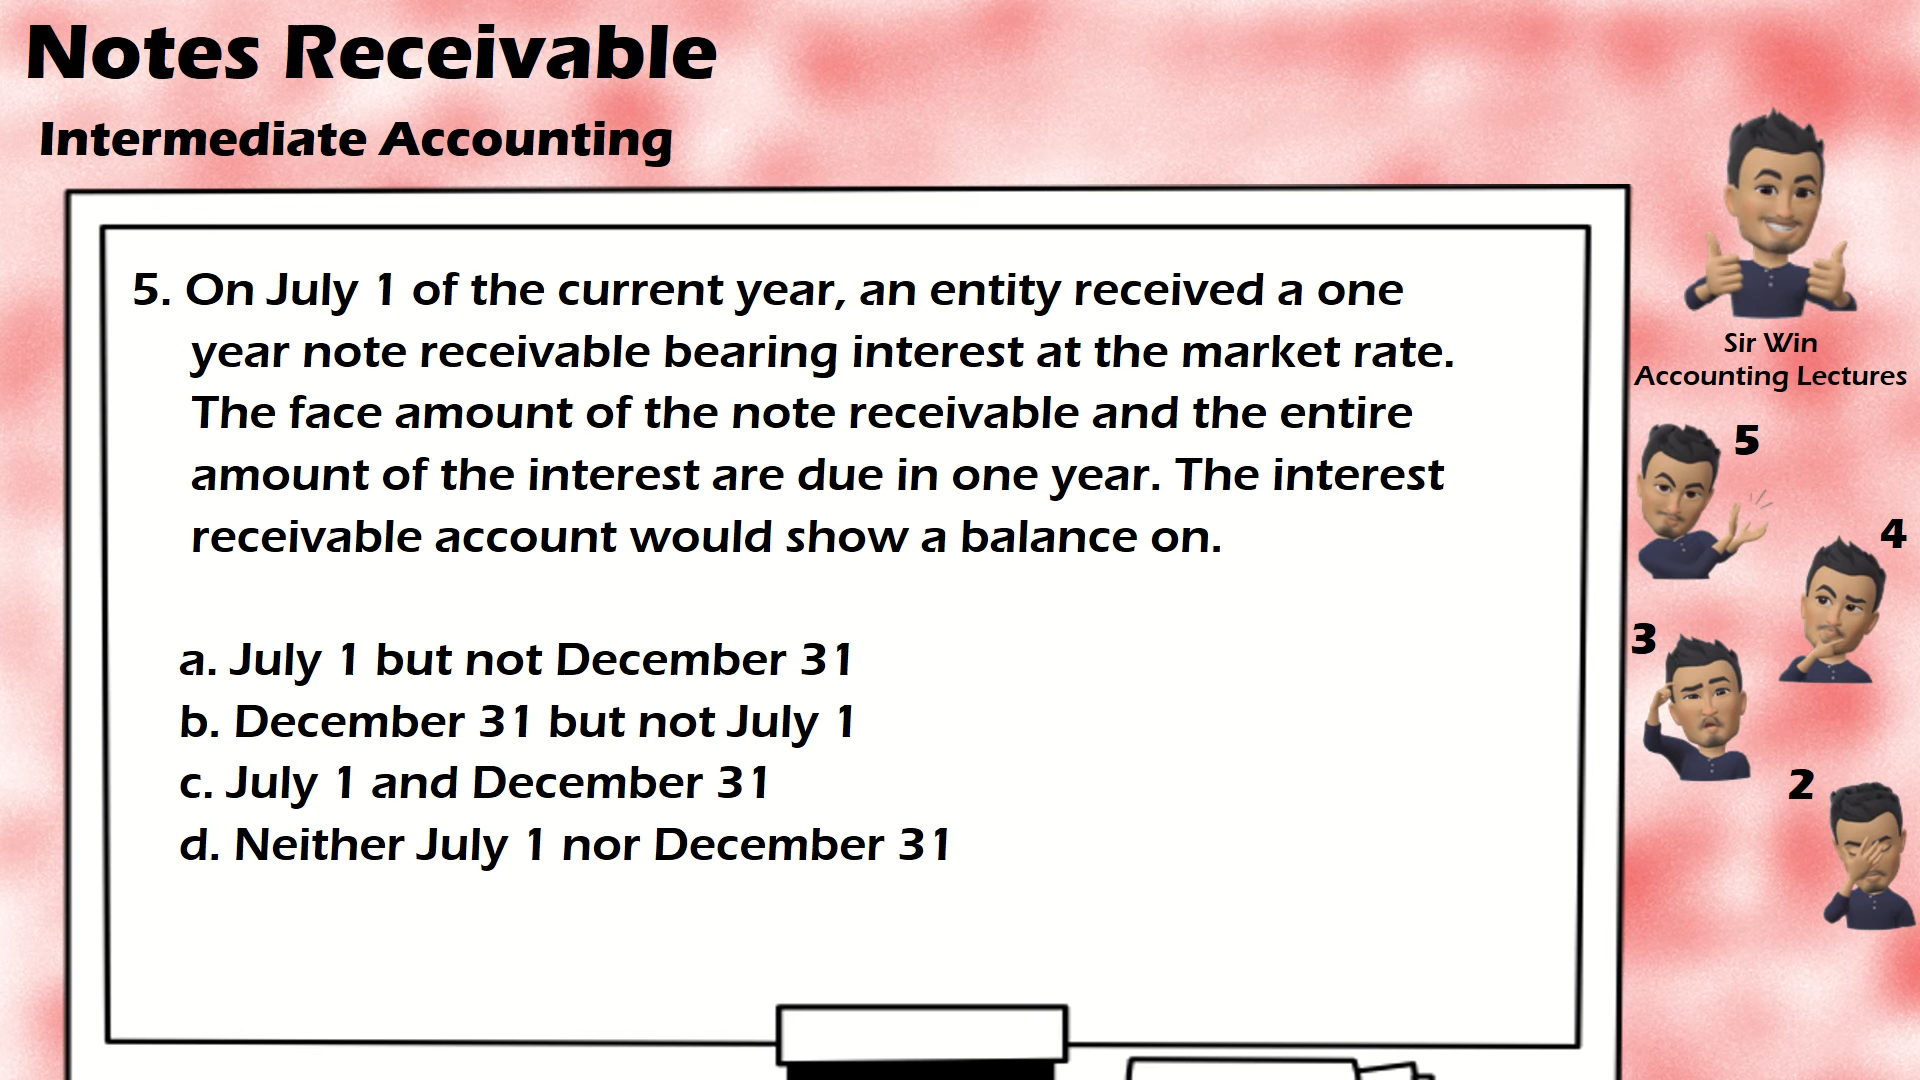 Notes Receivable
Intermediate Accounting
5. On July 1 of the current year, an entity received a one
year note receivable bearing interest at the market rate.
The face amount of the note receivable and the entire
amount of the interest are due in one year. The interest
receivable account would show a balance on.
a. July 1 but not December 31
b. December 31 but not July 1
c. July 1 and December 31
d. Neither July 1 nor December 31
Sir Win
Accounting Lectures
5
4
3
2